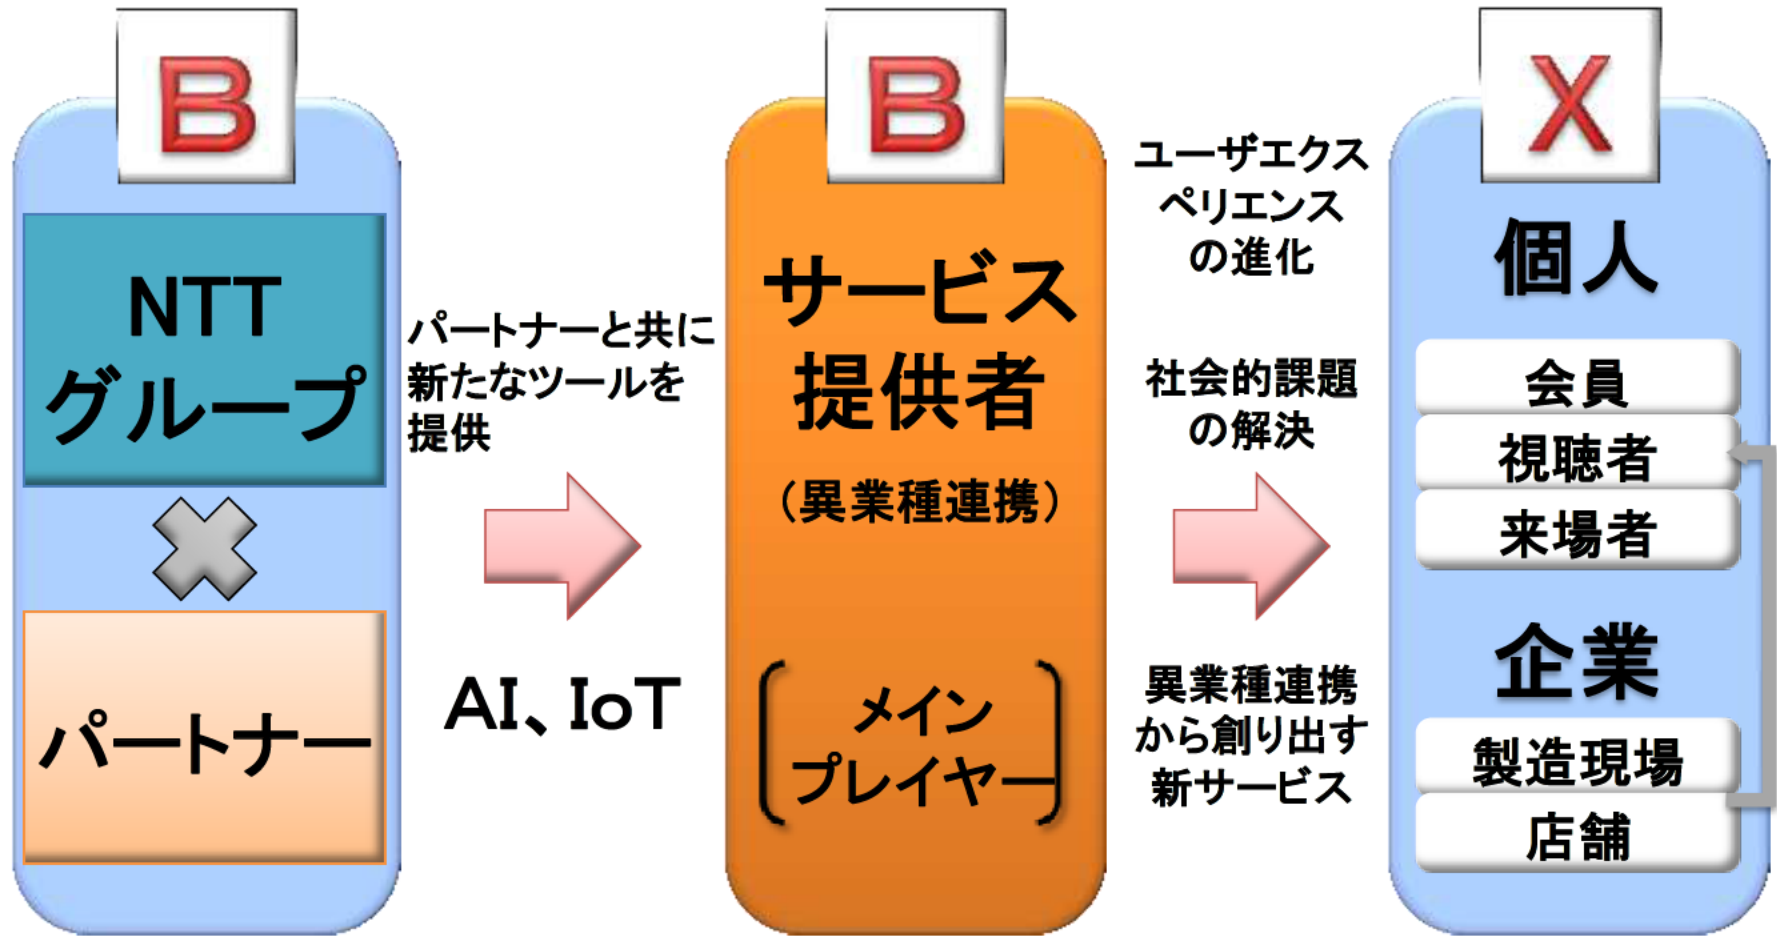 B
NTT
グループ
パートナー
パートナーと共に
新たなツールを
提供
AI、IoT
B
サービス
提供者
（異業種連携）
メイン
プレイヤー
ユーザエクス
ペリエンス
の進化
社会的課題
の解決
異業種連携
から創り出す
新サービス
X
個人
会員
視聴者
来場者
企業
製造現場
店舗